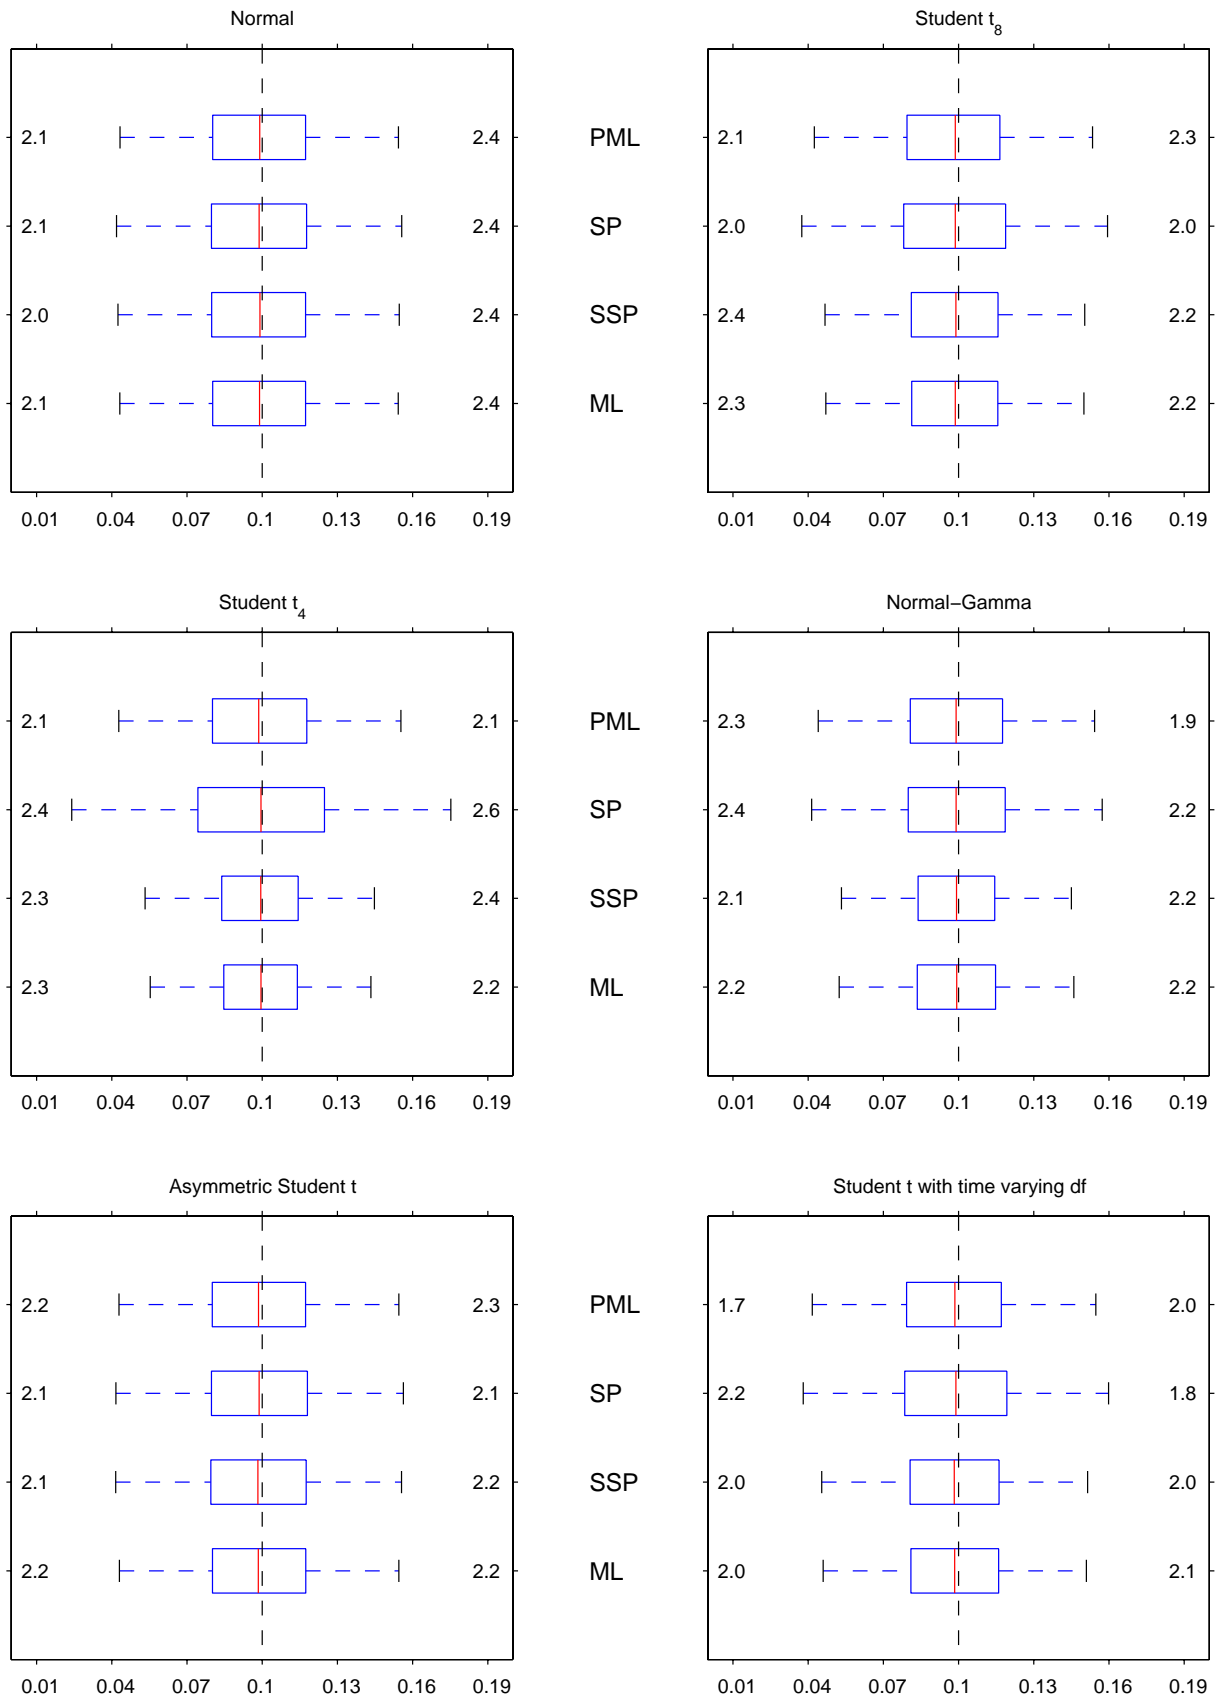 Normal
Student t8
2.1 2.4 PML 2.1 2.3
2.1 2.4 SP 2.0 2.0
2.0 2.4 SSP 2.4 2.2
2.1 2.4 ML 2.3 2.2
0.01 0.04 0.07 0.1 0.13 0.16 0.19
0.01 0.04 0.07 0.1 0.13 0.16 0.19
Student t4
Normal−Gamma
2.1 2.1 PML 2.3 1.9
2.4 2.6 SP 2.4 2.2
2.3 2.4 SSP 2.1 2.2
2.3 2.2 ML 2.2 2.2
0.01 0.04 0.07 0.1 0.13 0.16 0.19
0.01 0.04 0.07 0.1 0.13 0.16 0.19
Asymmetric Student t
Student t with time varying df
2.2 2.3 PML 1.7 2.0
2.1 2.1 SP 2.2 1.8
2.1 2.2 SSP 2.0 2.0
2.2 2.2 ML 2.0 2.1
0.01 0.04 0.07 0.1 0.13 0.16 0.19
0.01 0.04 0.07 0.1 0.13 0.16 0.19